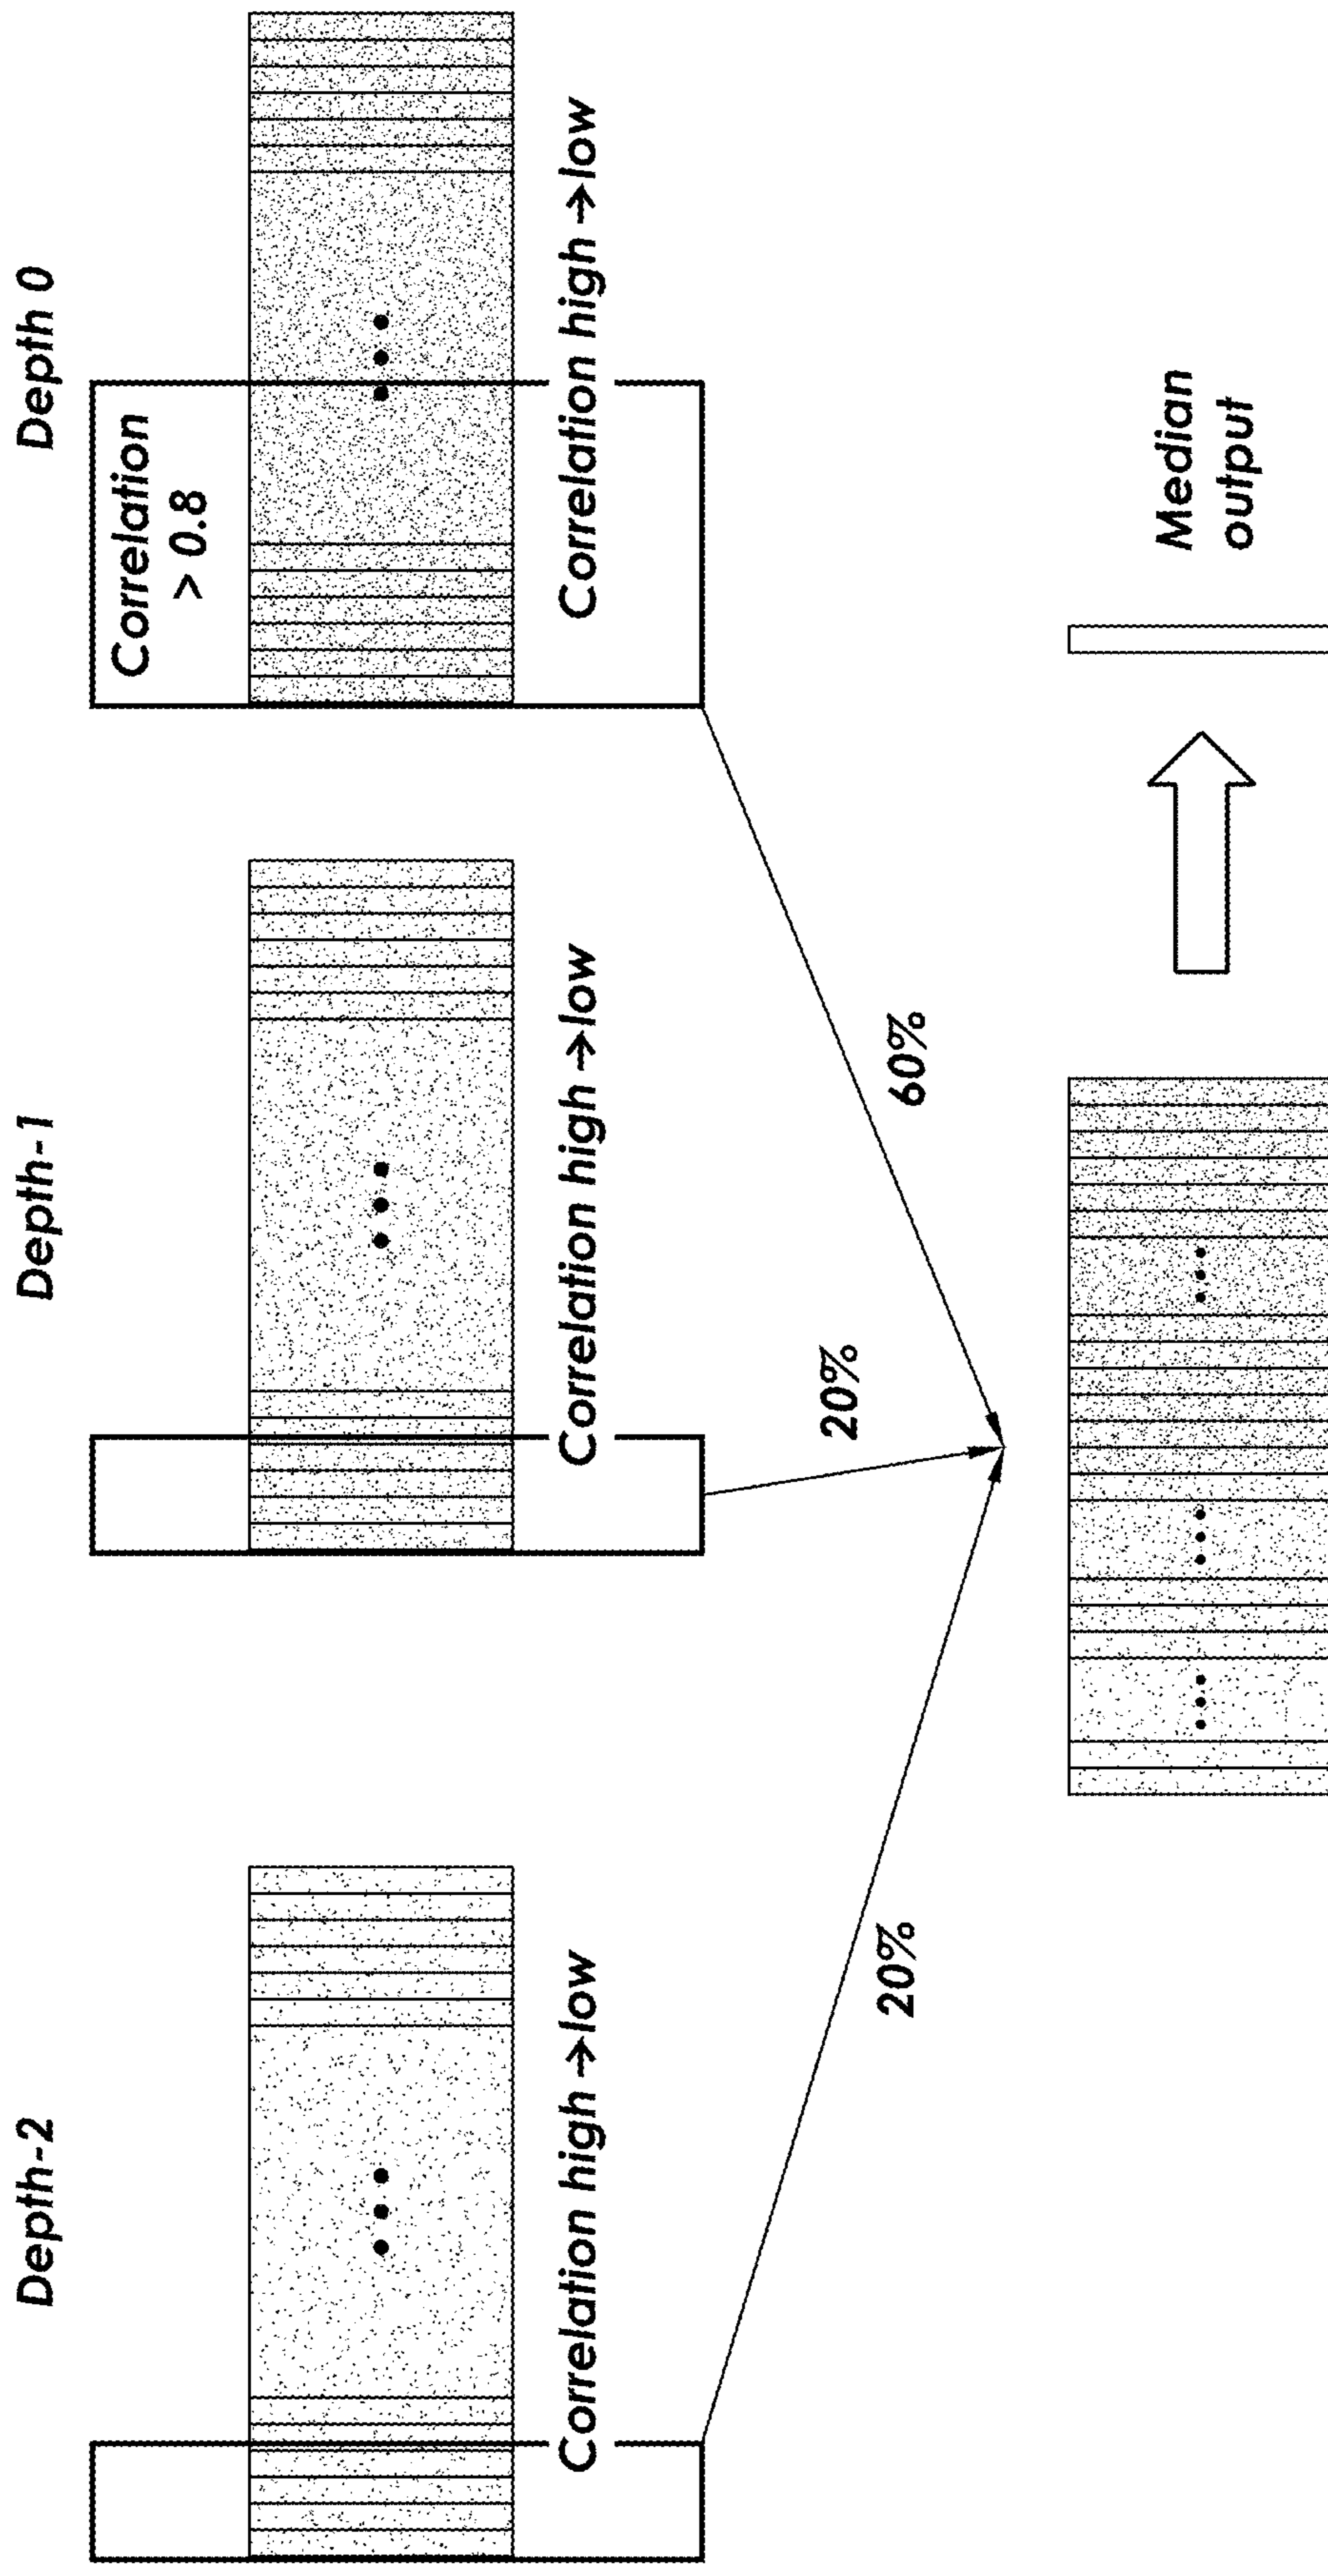 Depth-2
Depth-1
Depth 0
Correlation
> 0.8
Correlation high →low
Correlation high →low
Correlation high →low
20%
20%
60%
Median
output